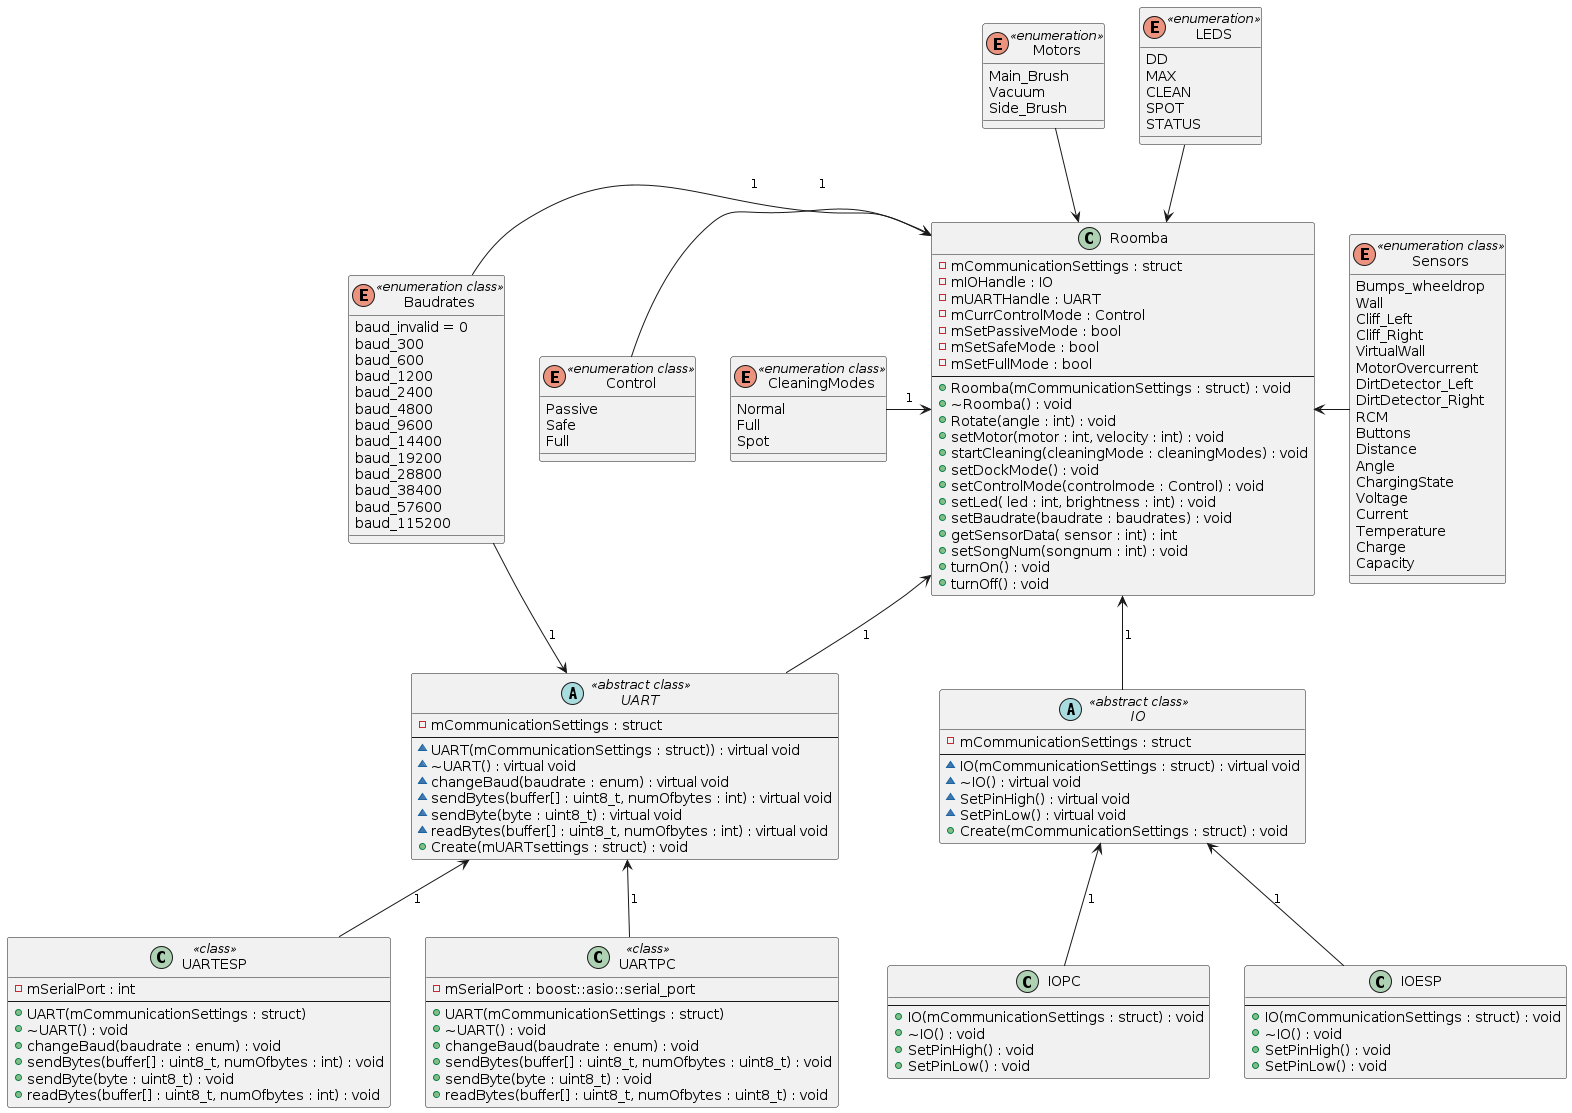 E «enumeration»
Motors
Main_Brush
Vacuum
Side_Brush
E «enumeration»
LEDS
DD
MAX
CLEAN
SPOT
STATUS
1
1
E «enumeration class»
Baudrates
baud_invalid = 0
baud_300
baud_600
baud_1200
baud_2400
baud_4800
baud_9600
baud_14400
baud_19200
baud_28800
baud_38400
baud_57600
baud_115200
E «enumeration class»
Control
Passive
Safe
Full
E «enumeration class»
CleaningModes
Normal
Full
Spot
1
C Roomba
mCommunicationSettings : struct
mIOHandle : IO
mUARTHandle : UART
mCurrControlMode : Control
mSetPassiveMode : bool
mSetSafeMode : bool
mSetFullMode : bool
Roomba(mCommunicationSettings : struct) : void
~Roomba() : void
Rotate(angle : int) : void
setMotor(motor : int, velocity : int) : void
startCleaning(cleaningMode : cleaningModes) : void
setDockMode() : void
setControlMode(controlmode : Control) : void
setLed( led : int, brightness : int) : void
setBaudrate(baudrate : baudrates) : void
getSensorData( sensor : int) : int
setSongNum(songnum : int) : void
turnOn() : void
turnOff() : void
E «enumeration class»
Sensors
Bumps_wheeldrop
Wall
Cliff_Left
Cliff_Right
VirtualWall
MotorOvercurrent
DirtDetector_Left
DirtDetector_Right
RCM
Buttons
Distance
Angle
ChargingState
Voltage
Current
Temperature
Charge
Capacity
1
1
1
A «abstract class»
UART
mCommunicationSettings : struct
UART(mCommunicationSettings : struct)) : virtual void
~UART() : virtual void
changeBaud(baudrate : enum) : virtual void
sendBytes(buffer[] : uint8_t, numOfbytes : int) : virtual void
sendByte(byte : uint8_t) : virtual void
readBytes(buffer[] : uint8_t, numOfbytes : int) : virtual void
Create(mUARTsettings : struct) : void
A «abstract class»
IO
mCommunicationSettings : struct
IO(mCommunicationSettings : struct) : virtual void
~IO() : virtual void
SetPinHigh() : virtual void
SetPinLow() : virtual void
Create(mCommunicationSettings : struct) : void
1
1
1
1
C «class»
UARTESP
mSerialPort : int
UART(mCommunicationSettings : struct)
~UART() : void
changeBaud(baudrate : enum) : void
sendBytes(buffer[] : uint8_t, numOfbytes : int) : void
sendByte(byte : uint8_t) : void
readBytes(buffer[] : uint8_t, numOfbytes : int) : void
C «class»
UARTPC
mSerialPort : boost::asio::serial_port
UART(mCommunicationSettings : struct)
~UART() : void
changeBaud(baudrate : enum) : void
sendBytes(buffer[] : uint8_t, numOfbytes : uint8_t) : void
sendByte(byte : uint8_t) : void
readBytes(buffer[] : uint8_t, numOfbytes : uint8_t) : void
C IOPC
IO(mCommunicationSettings : struct) : void
~IO() : void
SetPinHigh() : void
SetPinLow() : void
C IOESP
IO(mCommunicationSettings : struct) : void
~IO() : void
SetPinHigh() : void
SetPinLow() : void